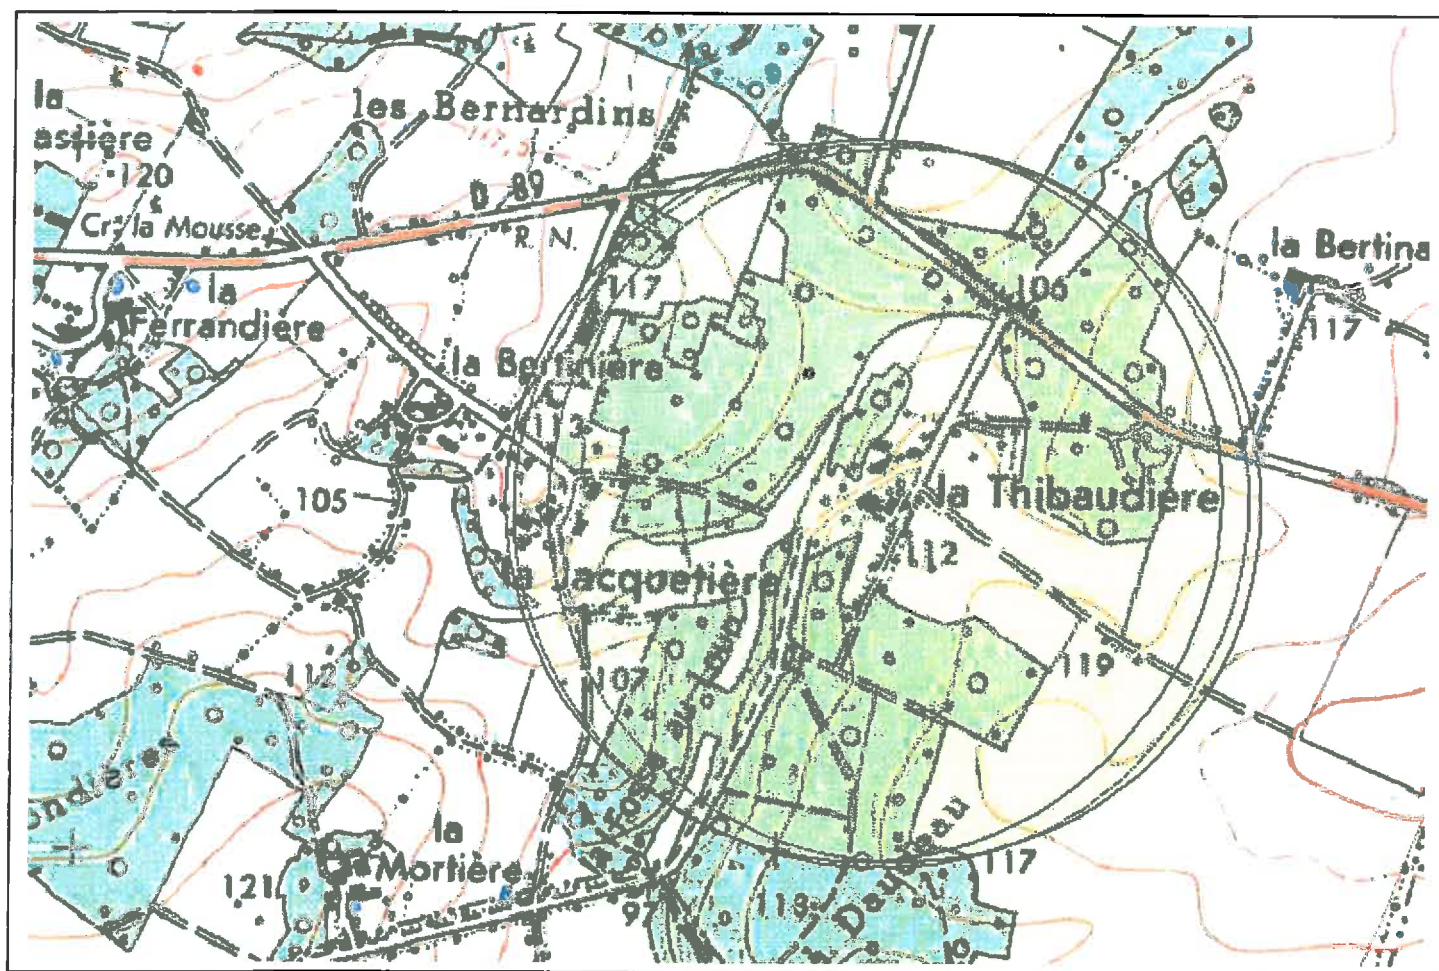 la
les Bernardins
astière
120
D 89
Cr. la Mousse
R. N.
la Bertina
la
Ferrandière
117
106
117
la Bertinière
113
105
la Thibaudière
112
la Jacquetière
112
107
119
la
Mortière
121
97
113
117